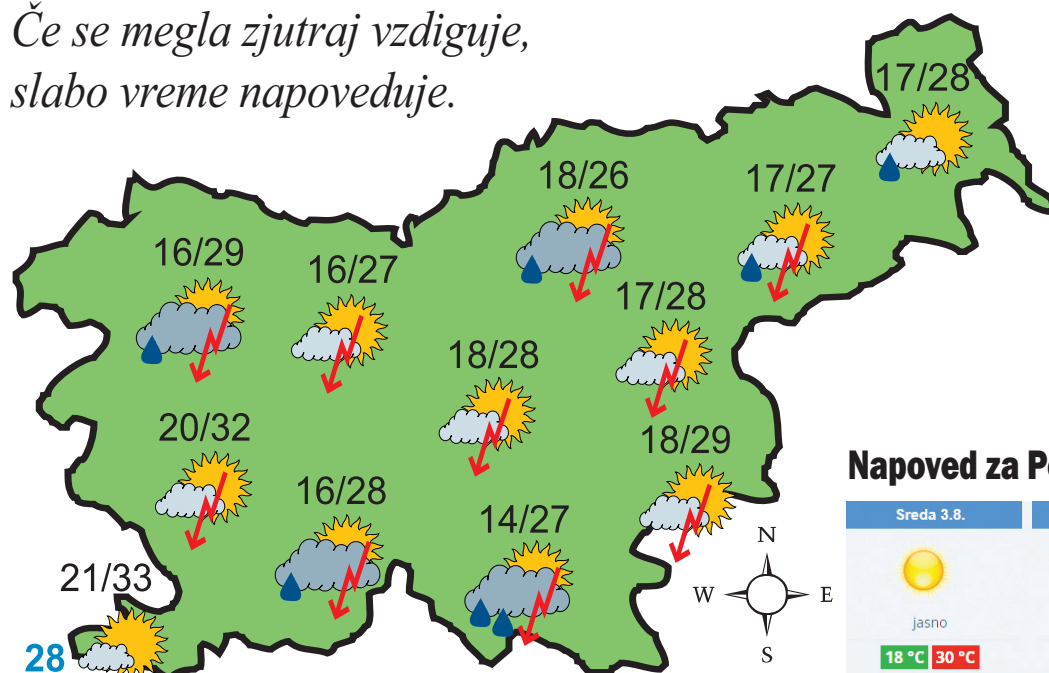 Če se megla zjutraj vzdiguje,
slabo vreme napoveduje.
17/28
18/26
17/27
16/29
16/27
17/28
18/28
20/32
18/29
16/28
14/27
21/33
28
N
W E
S
Napoved za
Sreda 3.8.
jasno
18 °C 30 °C